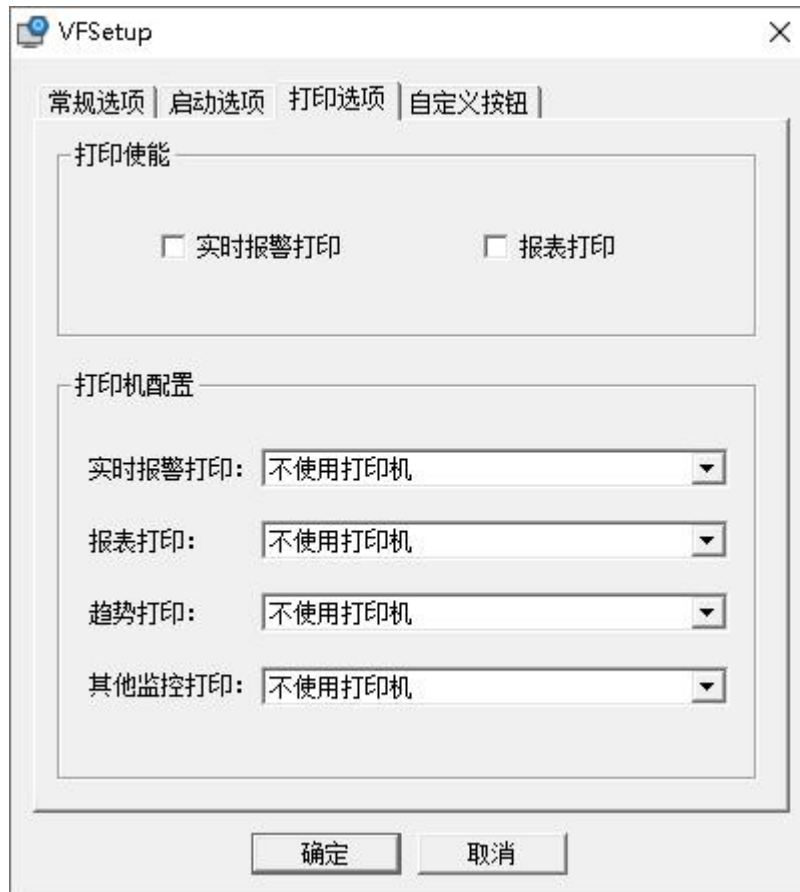 VFSetup
常规选项 启动选项 打印选项 自定义按钮
打印使能
实时报警打印 报表打印
打印机配置
实时报警打印: 不使用打印机
报表打印: 不使用打印机
趋势打印: 不使用打印机
其他监控打印: 不使用打印机
确定 取消